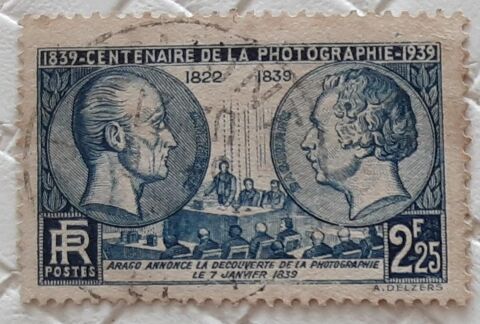 1839-CENTENAIRE DE LA PHOTOGRAPHIE-1939
1822 1839
RF
POSTES
2F25
ARAGO ANNONCE LA DECOUVERTE DE LA PHOTOGRAPHIE
LE 7 JANVIER 1839
A. DELZERS